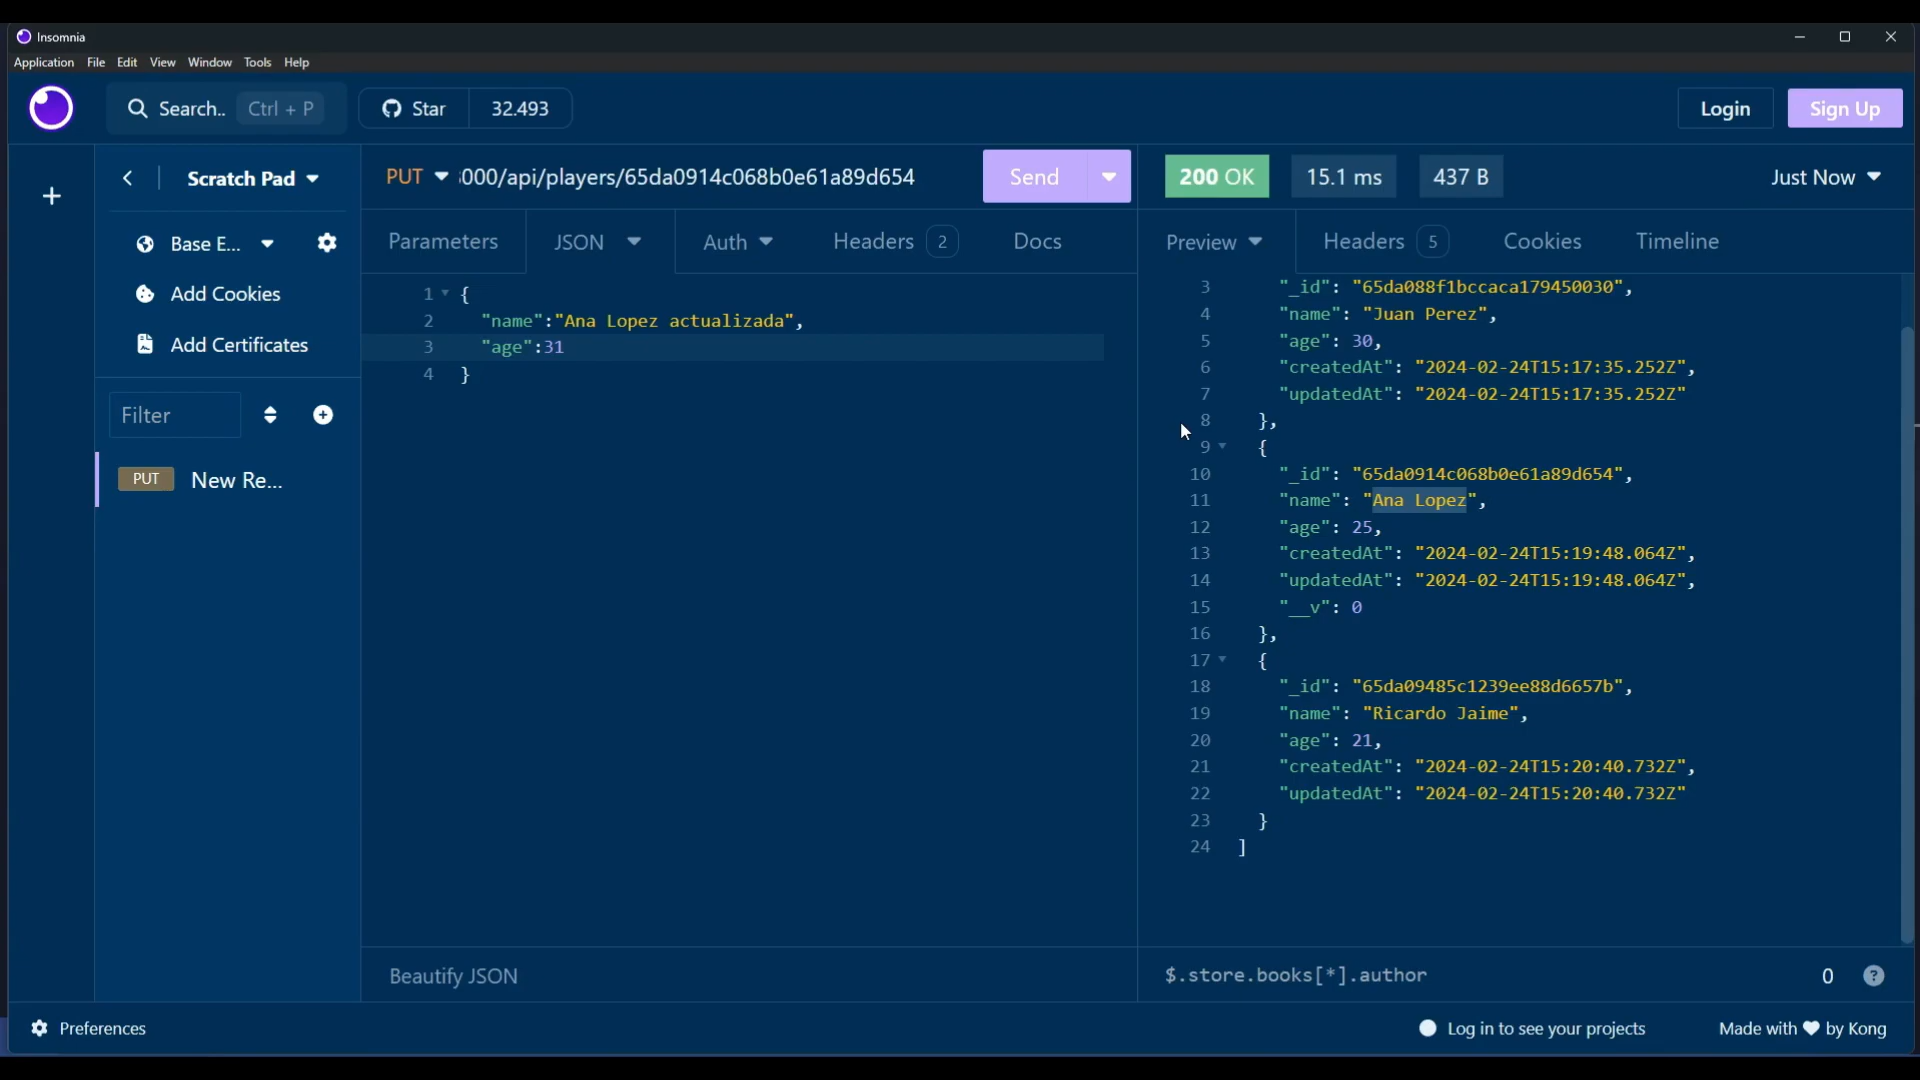 Insomnia
Application File Edit View Window Tools Help
Search.. Ctrl + P Star 32.493 Login Sign Up
Scratch Pad
PUT :000/api/players/65da0914c068b0e61a89d654 Send
200 OK 15.1 ms 437 B Just Now
Base E...
Add Cookies
Add Certificates
Filter
PUT New Re...
Parameters JSON Auth Headers 2 Docs
1 {
2 "name":"Ana Lopez actualizada",
3 "age":31
4 }
Beautify JSON
Preview Headers 5 Cookies Timeline
3 "_id": "65da088f1bccaca179450030",
4 "name": "Juan Perez",
5 "age": 30,
6 "createdAt": "2024-02-24T15:17:35.252Z",
7 "updatedAt": "2024-02-24T15:17:35.252Z"
8 },
9 {
10 "_id": "65da0914c068b0e61a89d654",
11 "name": "Ana Lopez",
12 "age": 25,
13 "createdAt": "2024-02-24T15:19:48.064Z",
14 "updatedAt": "2024-02-24T15:19:48.064Z",
15 "__v": 0
16 },
17 {
18 "_id": "65da09485c1239ee88d6657b",
19 "name": "Ricardo Jaime",
20 "age": 21,
21 "createdAt": "2024-02-24T15:20:40.732Z",
22 "updatedAt": "2024-02-24T15:20:40.732Z"
23 }
24 ]
$.store.books[*].author 0 ?
Preferences Log in to see your projects Made with ♥ by Kong